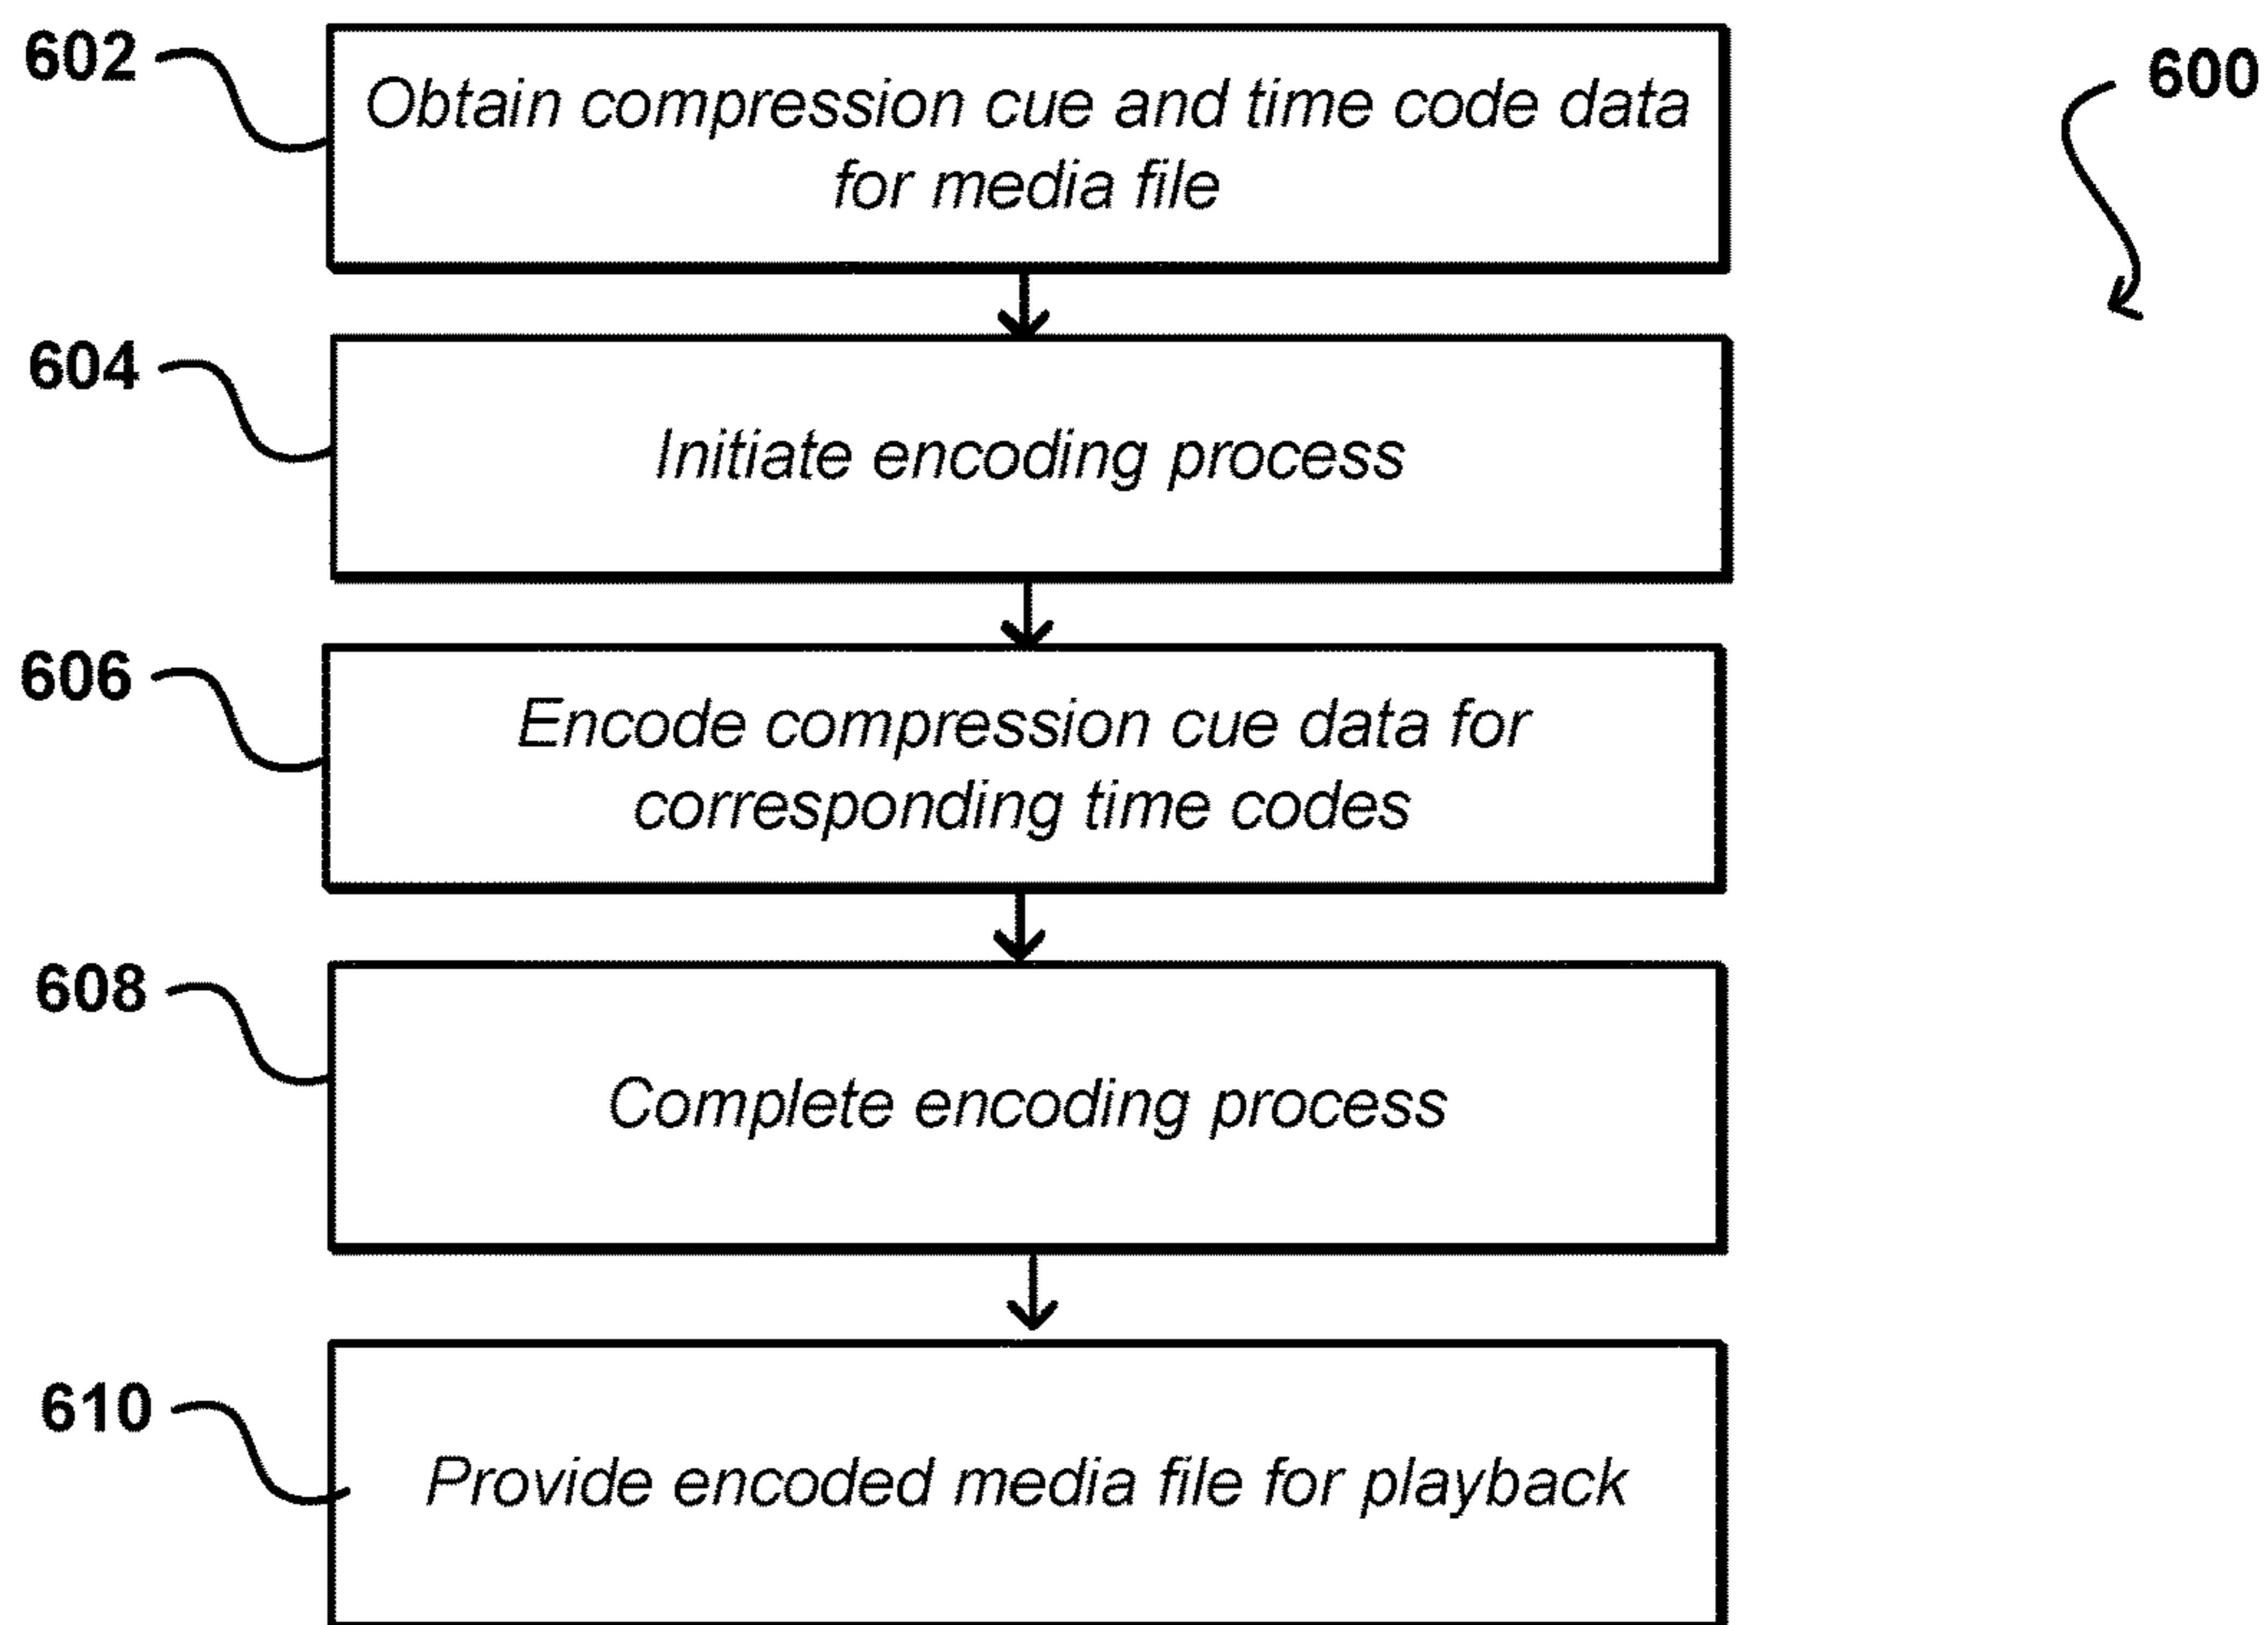 602
Obtain compression cue and time code data
for media file
600
604
Initiate encoding process
606
Encode compression cue data for
corresponding time codes
608
Complete encoding process
610
Provide encoded media file for playback